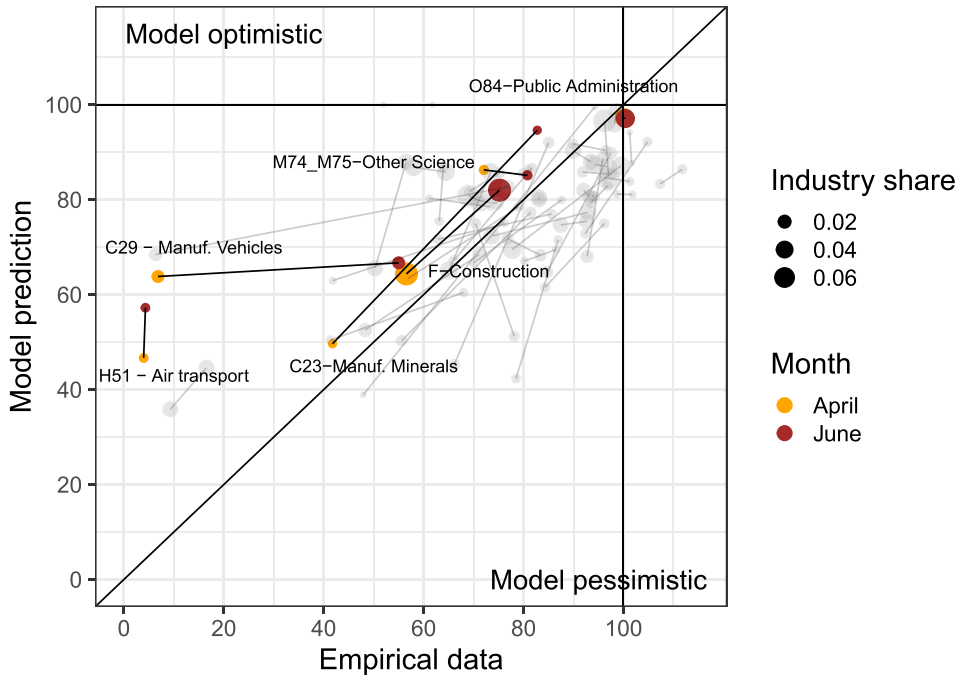 Model optimistic
O84−Public Administration
M74_M75−Other Science
C29 − Manuf. Vehicles
F−Construction
C23−Manuf. Minerals
H51 − Air transport
Model pessimistic
100
80
60
40
20
0
Model prediction
0 20 40 60 80 100
Empirical data
Industry share
0.02
0.04
0.06
Month
April
June